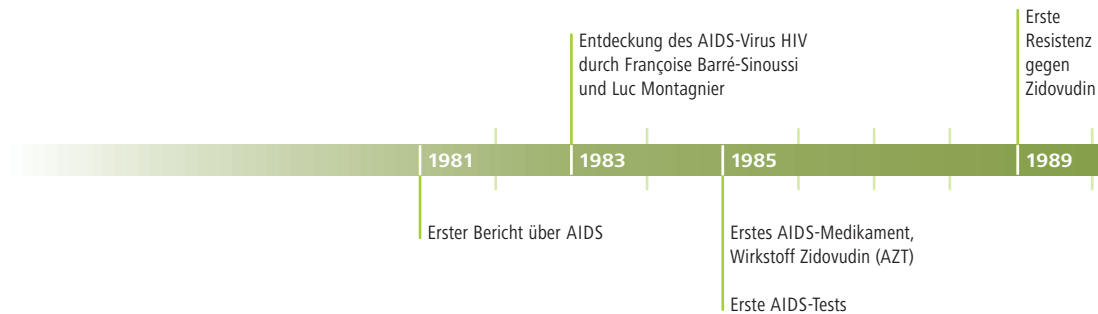 Erste
Resistenz
gegen
Zidovudin
Entdeckung des AIDS-Virus HIV
durch Françoise Barré-Sinoussi
und Luc Montagnier
1981
1983
1985
1989
Erster Bericht über AIDS
Erstes AIDS-Medikament,
Wirkstoff Zidovudin (AZT)
Erste AIDS-Tests